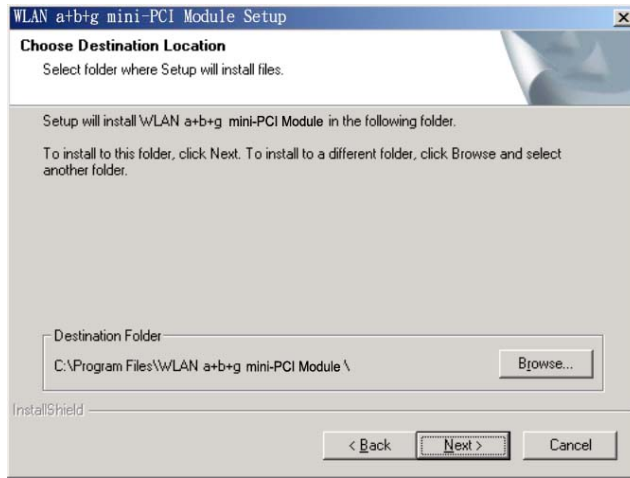 WLAN a+b+g mini-PCI Module Setup
Choose Destination Location
Select folder where Setup will install files.
Setup will install WLAN a+b+g mini-PCI Module in the following folder.
To install to this folder, click Next. To install to a different folder, click Browse and select
another folder.
Destination Folder
C:\Program Files\WLAN a+b+g mini-PCI Module \
Browse...
InstallShield
< Back
Next >
Cancel